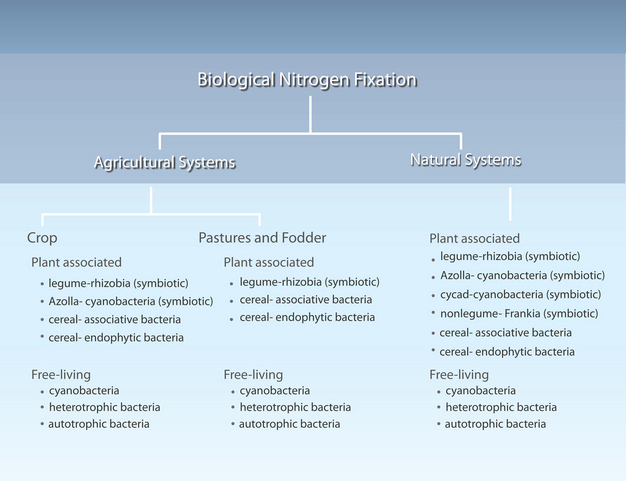 Biological Nitrogen Fixation
Agricultural Systems
Natural Systems
Crop
Plant associated
• legume-rhizobia (symbiotic)
• Azolla- cyanobacteria (symbiotic)
• cereal- associative bacteria
• cereal- endophytic bacteria
Free-living
• cyanobacteria
• heterotrophic bacteria
• autotrophic bacteria
Pastures and Fodder
Plant associated
• legume-rhizobia (symbiotic)
• cereal- associative bacteria
• cereal- endophytic bacteria
Free-living
• cyanobacteria
• heterotrophic bacteria
• autotrophic bacteria
Plant associated
• legume-rhizobia (symbiotic)
• Azolla- cyanobacteria (symbiotic)
• cycad-cyanobacteria (symbiotic)
• nonlegume- Frankia (symbiotic)
• cereal- associative bacteria
• cereal- endophytic bacteria
Free-living
• cyanobacteria
• heterotrophic bacteria
• autotrophic bacteria